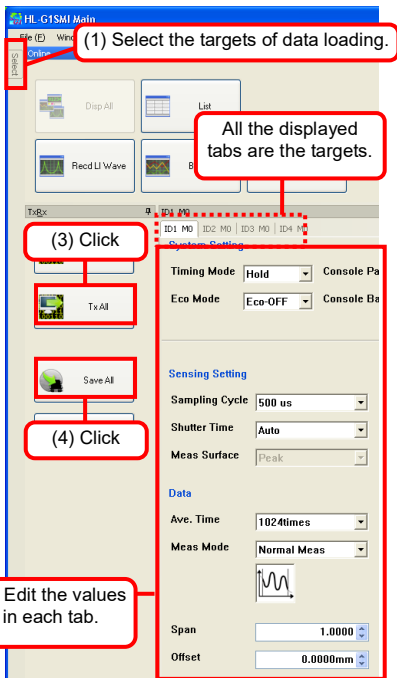 HL-G1SMI Main
File (F) Wind
(1) Select the targets of data loading.
Select
Online
Disp All
List
Recd LI Wave
B
All the displayed
tabs are the targets.
TxRx
ID1 M0
ID1 M0 ID2 M0 ID3 M0 ID4 M0
(3) Click
System Setting
Timing Mode Hold Console Pa
Tx All
Eco Mode Eco-OFF Console Ba
Sensing Setting
Save All
Sampling Cycle 500 us
Shutter Time Auto
(4) Click
Meas Surface Peak
Data
Ave. Time 1024times
Meas Mode Normal Meas
Edit the values
in each tab.
Span 1.0000
Offset 0.0000mm